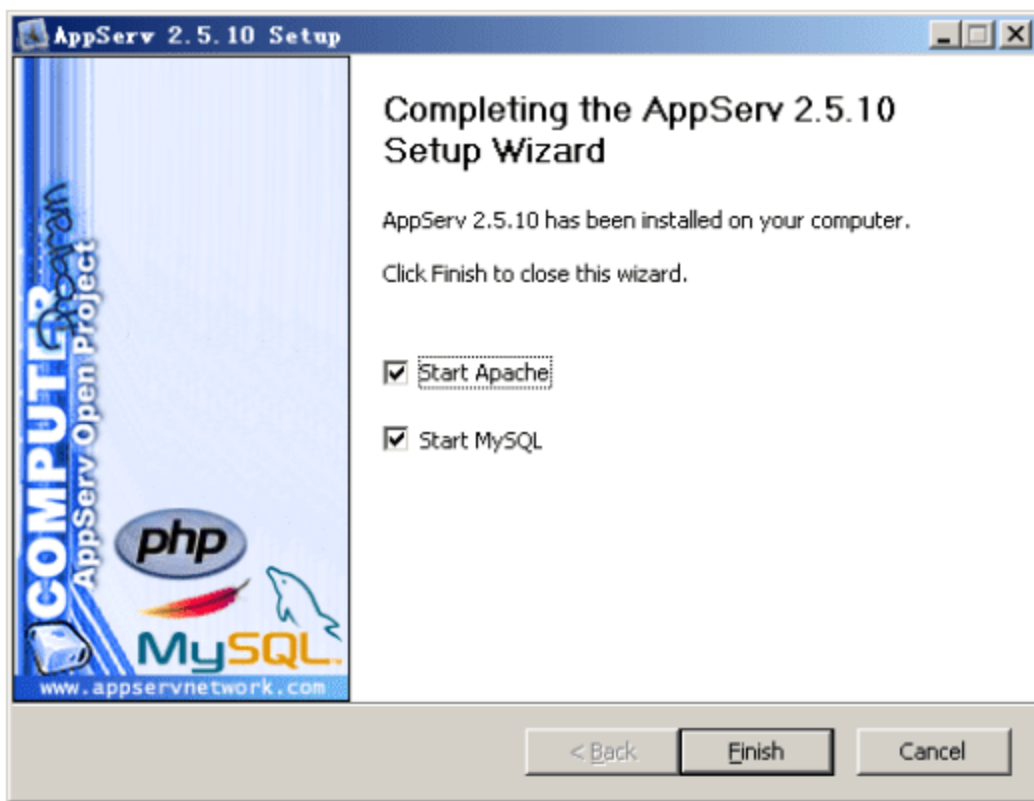 AppServ 2.5.10 Setup
Completing the AppServ 2.5.10
Setup Wizard
AppServ 2.5.10 has been installed on your computer.
Click Finish to close this wizard.
Start Apache
Start MySQL
COMPUTER
Program
AppServ Open Project
php
MySQL
www.appservnetwork.com
< Back
Finish
Cancel